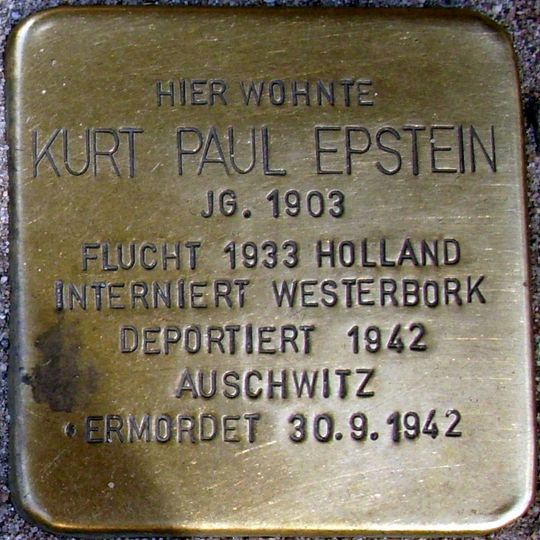 HIER WOHNTE
KURT PAUL EPSTEIN
JG. 1903
FLUCHT 1933 HOLLAND
INTERNIERT WESTERBORK
DEPORTIERT 1942
AUSCHWITZ
ERMORDET 30.9.1942